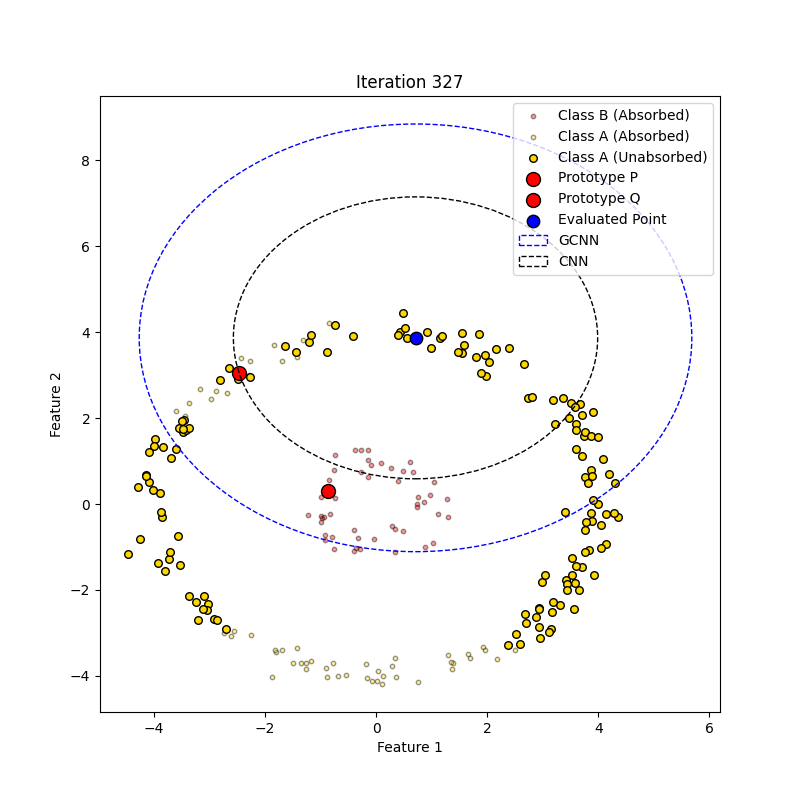 Iteration 327
Class B (Absorbed)
Class A (Absorbed)
Class A (Unabsorbed)
Prototype P
Prototype Q
Evaluated Point
GCNN
CNN
Feature 2
8
6
4
2
0
−2
−4
−4
−2
0
2
4
6
Feature 1